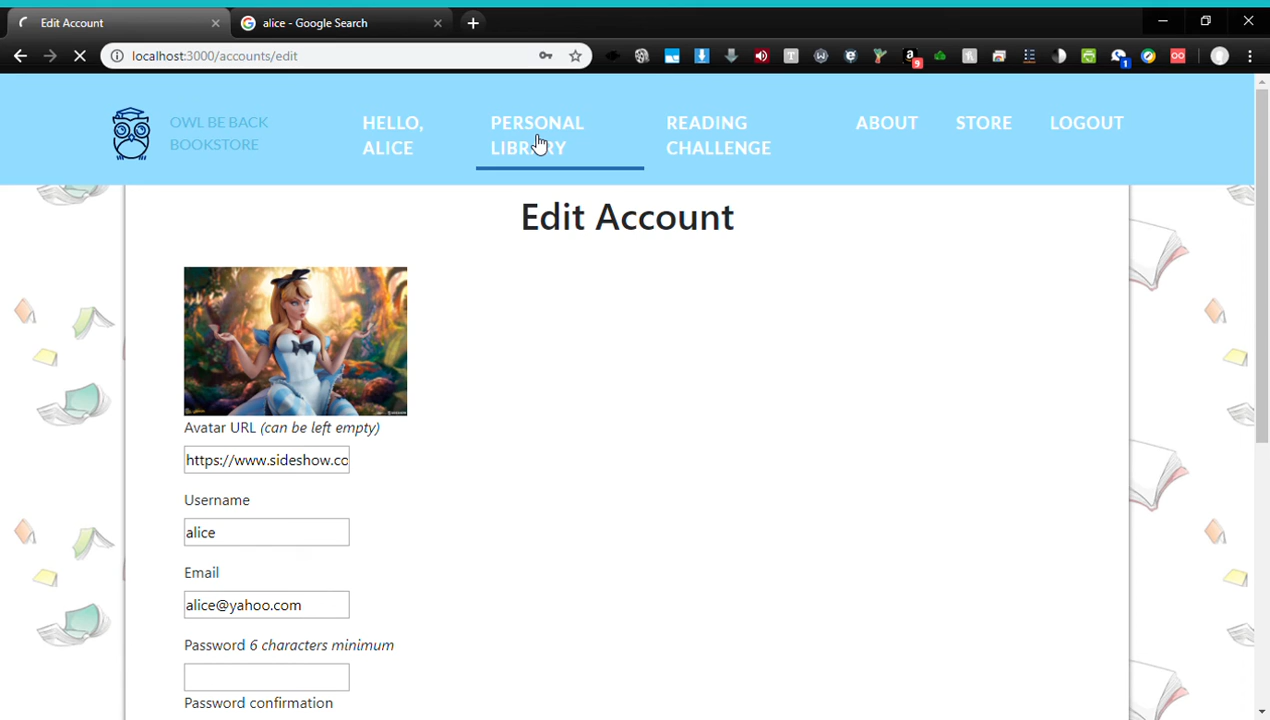 Edit Account
alice - Google Search
localhost:3000/accounts/edit
9
1
OWL BE BACK
BOOKSTORE
HELLO,
ALICE
PERSONAL
LIBRARY
READING
CHALLENGE
ABOUT
STORE
LOGOUT
Edit Account
Avatar URL (can be left empty)
https://www.sideshow.co
Username
alice
Email
alice@yahoo.com
Password 6 characters minimum
Password confirmation